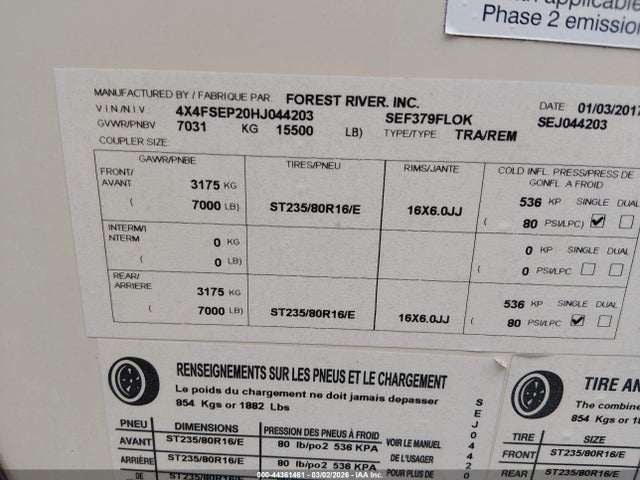 applicable
Phase 2 emission
MANUFACTURED BY / FABRIQUE PAR FOREST RIVER, INC. DATE 01/03/2017
V.I.N./N.I.V. 4X4FSEP20HJ044203 SEF379FLOK SEJ044203
GVWR/PNBV 7031 KG 15500 LB) TYPE/TYPE TRA/REM
COUPLER SIZE
GAWR/PNBE TIRES/PNEU RIMS/JANTE COLD INFL. PRESS/PRESS DE GONFL. A FROID
FRONT/ AVANT 3175 KG 536 KP SINGLE DUAL
( 7000 LB) ST235/80R16/E 16X6.0JJ ( 80 PSI/LPC)
INTERM/I NTERM 0 KG 0 KP SINGLE DUAL
( 0 LB) ( 0 PSI/LPC
REAR/ ARRIERE 3175 KG 536 KP SINGLE DUAL
( 7000 LB) ST235/80R16/E 16X6.0JJ ( 80 PSI/LPC
RENSEIGNEMENTS SUR LES PNEUS ET LE CHARGEMENT
Le poids du chargement ne doit jamais depasser
854 Kgs or 1882 Lbs
PNEU DIMENSIONS PRESSION DES PNEUS À FROID
AVANT ST235/80R16/E 80 lb/po2 536 KPA VOIR LE MANUEL
ARRIÈRE ST235/80R16/E 80 lb/po2 536 KPA DE L'USAGER
DE POUR PLUS DE
SEJ04420
TIRE AN
The combine
854 Kgs or
TIRE SIZE
FRONT ST235/80R16/E
REAR ST235/80R16/E
000-44361461 - 03/02/2026 - IAAI.COM